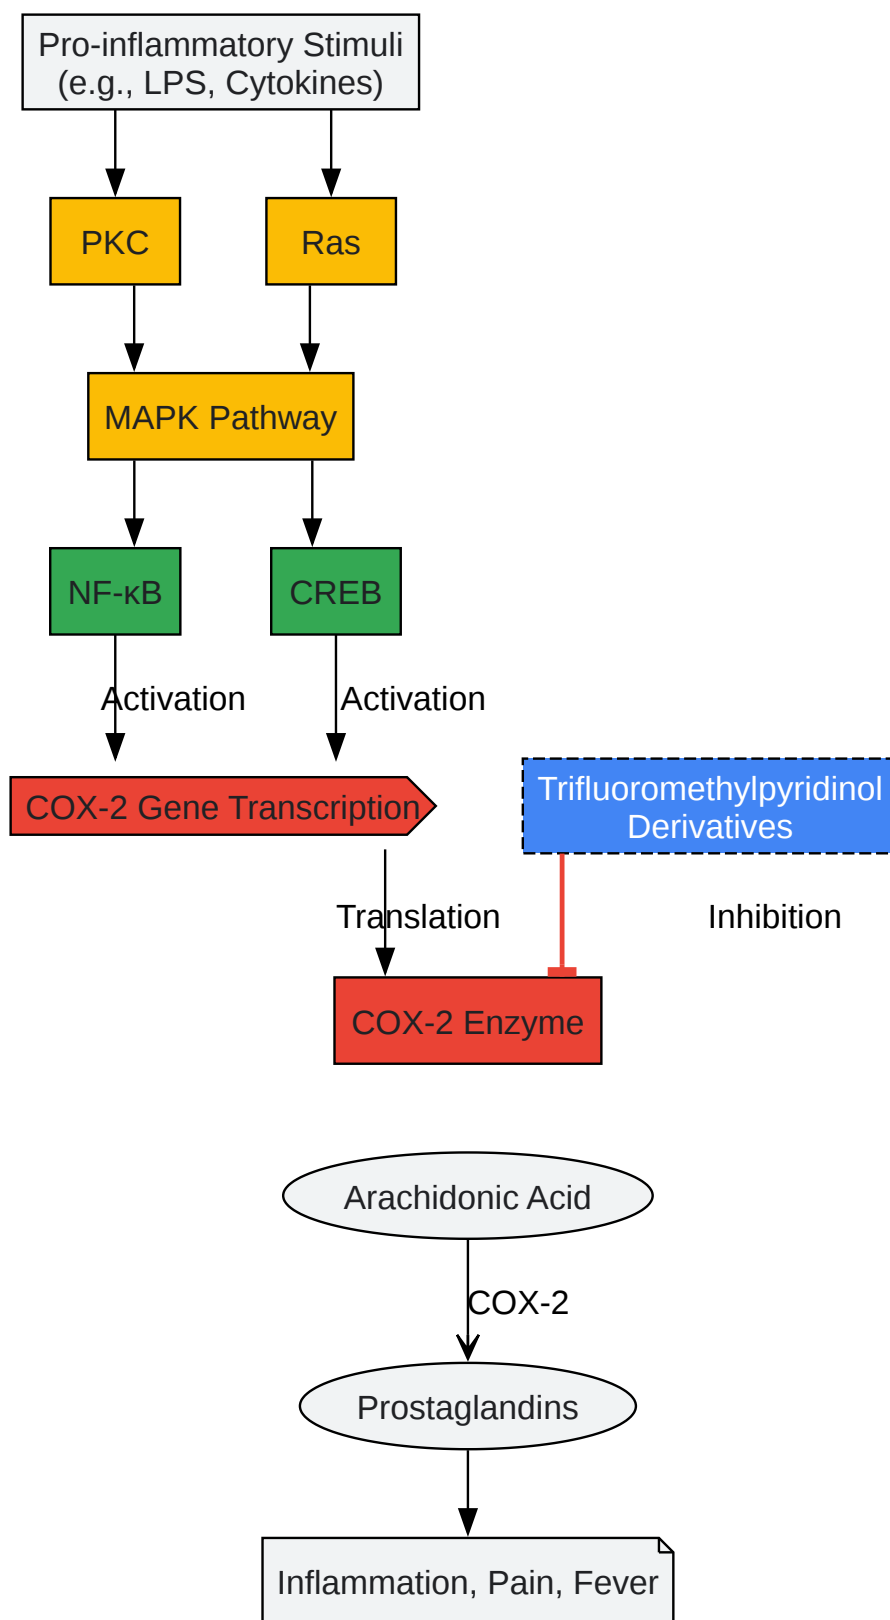 Pro-inflammatory Stimuli
(e.g., LPS, Cytokines)
PKC
Ras
MAPK Pathway
NF-κB
CREB
Activation
Activation
COX-2 Gene Transcription
Trifluoromethylpyridinol
Derivatives
Translation
Inhibition
COX-2 Enzyme
Arachidonic Acid
COX-2
Prostaglandins
Inflammation, Pain, Fever